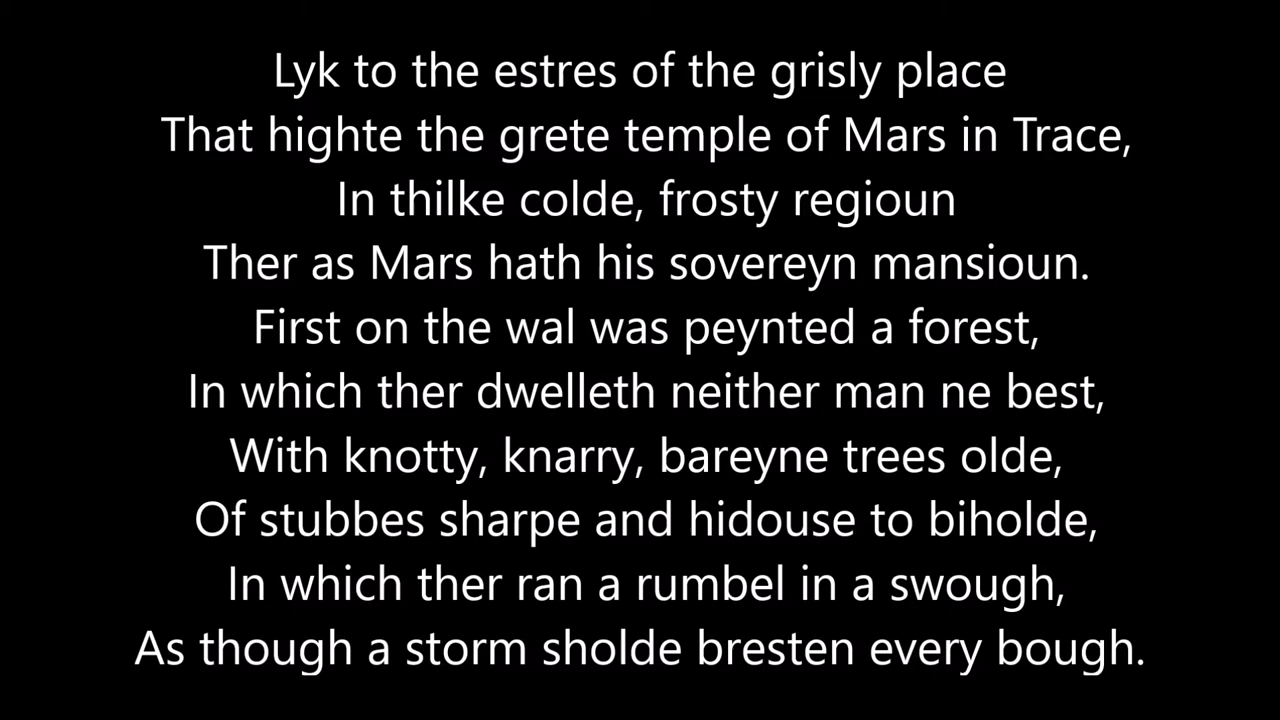 Lyk to the estres of the grisly place
That highte the grete temple of Mars in Trace,
In thilke colde, frosty regioun
Ther as Mars hath his sovereyn mansioun.
First on the wal was peynted a forest,
In which ther dwelleth neither man ne best,
With knotty, knarry, bareyne trees olde,
Of stubbes sharpe and hidouse to biholde,
In which ther ran a rumbel in a swough,
As though a storm sholde bresten every bough.